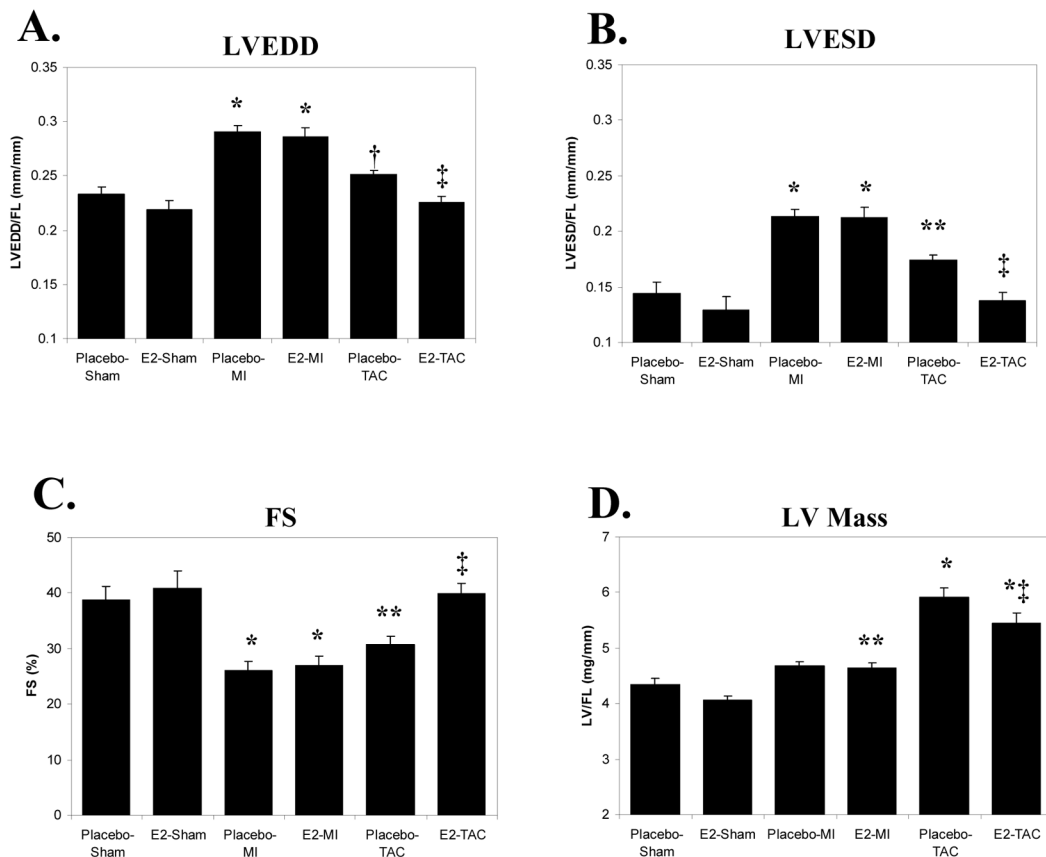 A.
LVEDD
LVEDD/FL (mm/mm)
0.35
0.3
0.25
0.2
0.15
0.1
*
*
†
‡
Placebo-
Sham
E2-Sham
Placebo-
MI
E2-MI
Placebo-
TAC
E2-TAC
B.
LVESD
LVESD/FL (mm/mm)
0.35
0.3
0.25
0.2
0.15
0.1
*
*
**
‡
Placebo-
Sham
E2-Sham
Placebo-
MI
E2-MI
Placebo-
TAC
E2-TAC
C.
FS
FS (%)
50
40
30
20
10
0
*
*
**
‡
Placebo-
Sham
E2-Sham
Placebo-
MI
E2-MI
Placebo-
TAC
E2-TAC
D.
LV Mass
LV/FL (mg/mm)
7
6
5
4
3
2
**
*
*‡
Placebo-
Sham
E2-Sham
Placebo-MI
E2-MI
Placebo-
TAC
E2-TAC